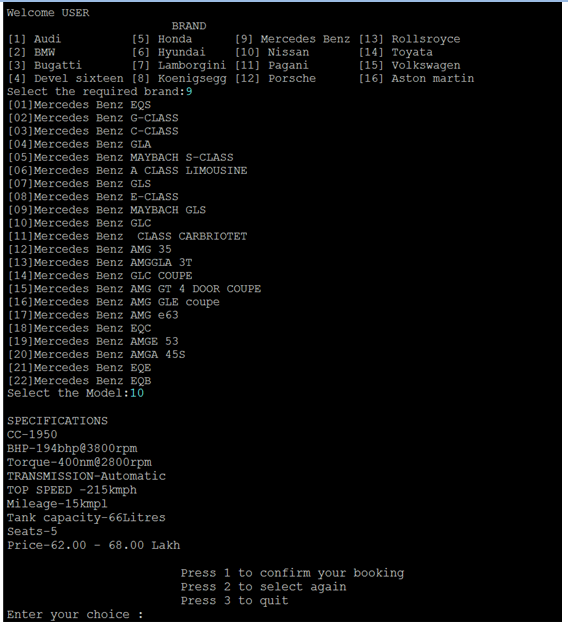 Welcome USER
BRAND
[1] Audi [5] Honda [9] Mercedes Benz [13] Rollsroyce
[2] BMW [6] Hyundai [10] Nissan [14] Toyata
[3] Bugatti [7] Lamborgini [11] Pagani [15] Volkswagen
[4] Devel sixteen [8] Koenigsegg [12] Porsche [16] Aston martin
Select the required brand:9
[01]Mercedes Benz EQS
[02]Mercedes Benz G-CLASS
[03]Mercedes Benz C-CLASS
[04]Mercedes Benz GLA
[05]Mercedes Benz MAYBACH S-CLASS
[06]Mercedes Benz A CLASS LIMOUSINE
[07]Mercedes Benz GLS
[08]Mercedes Benz E-CLASS
[09]Mercedes Benz MAYBACH GLS
[10]Mercedes Benz GLC
[11]Mercedes Benz  CLASS CARBRIOTET
[12]Mercedes Benz AMG 35
[13]Mercedes Benz AMGGLA 3T
[14]Mercedes Benz GLC COUPE
[15]Mercedes Benz AMG GT 4 DOOR COUPE
[16]Mercedes Benz AMG GLE coupe
[17]Mercedes Benz AMG e63
[18]Mercedes Benz EQC
[19]Mercedes Benz AMGE 53
[20]Mercedes Benz AMGA 45S
[21]Mercedes Benz EQE
[22]Mercedes Benz EQB
Select the Model:10
SPECIFICATIONS
CC-1950
BHP-194bhp@3800rpm
Torque-400nm@2800rpm
TRANSMISSION-Automatic
TOP SPEED -215kmph
Mileage-15kmpl
Tank capacity-66Litres
Seats-5
Price-62.00 - 68.00 Lakh
Press 1 to confirm your booking
Press 2 to select again
Press 3 to quit
Enter your choice :